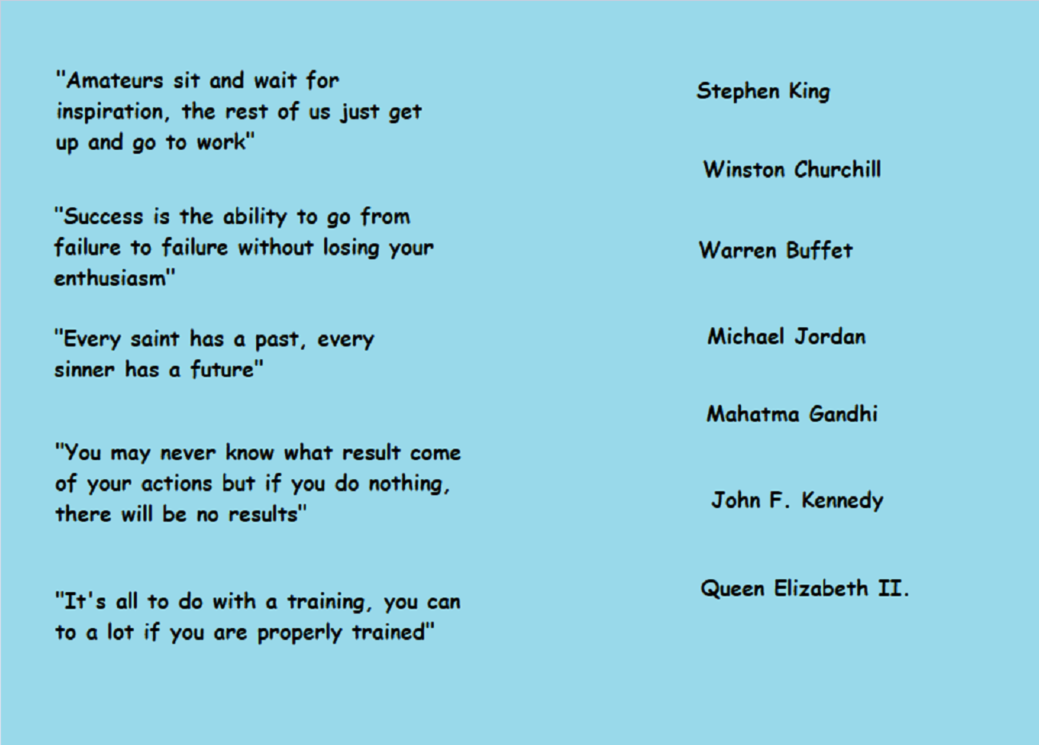 "Amateurs sit and wait for
inspiration, the rest of us just get
up and go to work"
"Success is the ability to go from
failure to failure without losing your
enthusiasm"
"Every saint has a past, every
sinner has a future"
"You may never know what result come
of your actions but if you do nothing,
there will be no results"
"It's all to do with a training, you can
to a lot if you are properly trained"
Stephen King
Winston Churchill
Warren Buffet
Michael Jordan
Mahatma Gandhi
John F. Kennedy
Queen Elizabeth II.